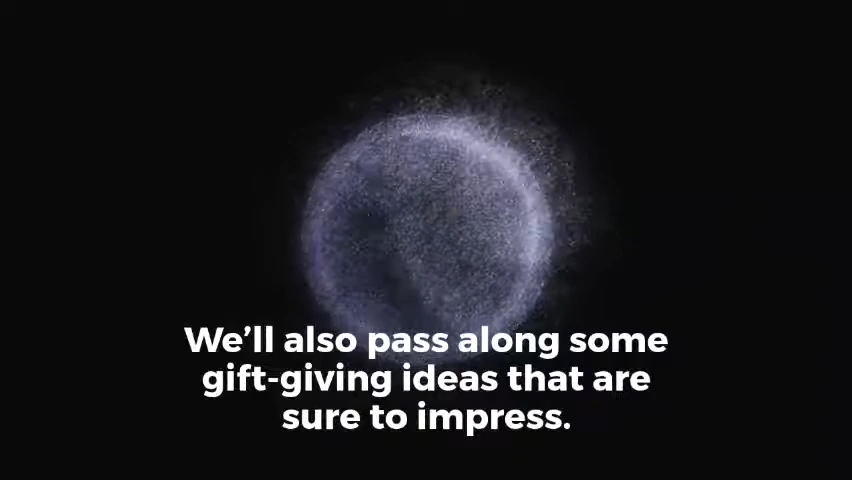 We’ll also pass along some
gift-giving ideas that are
sure to impress.